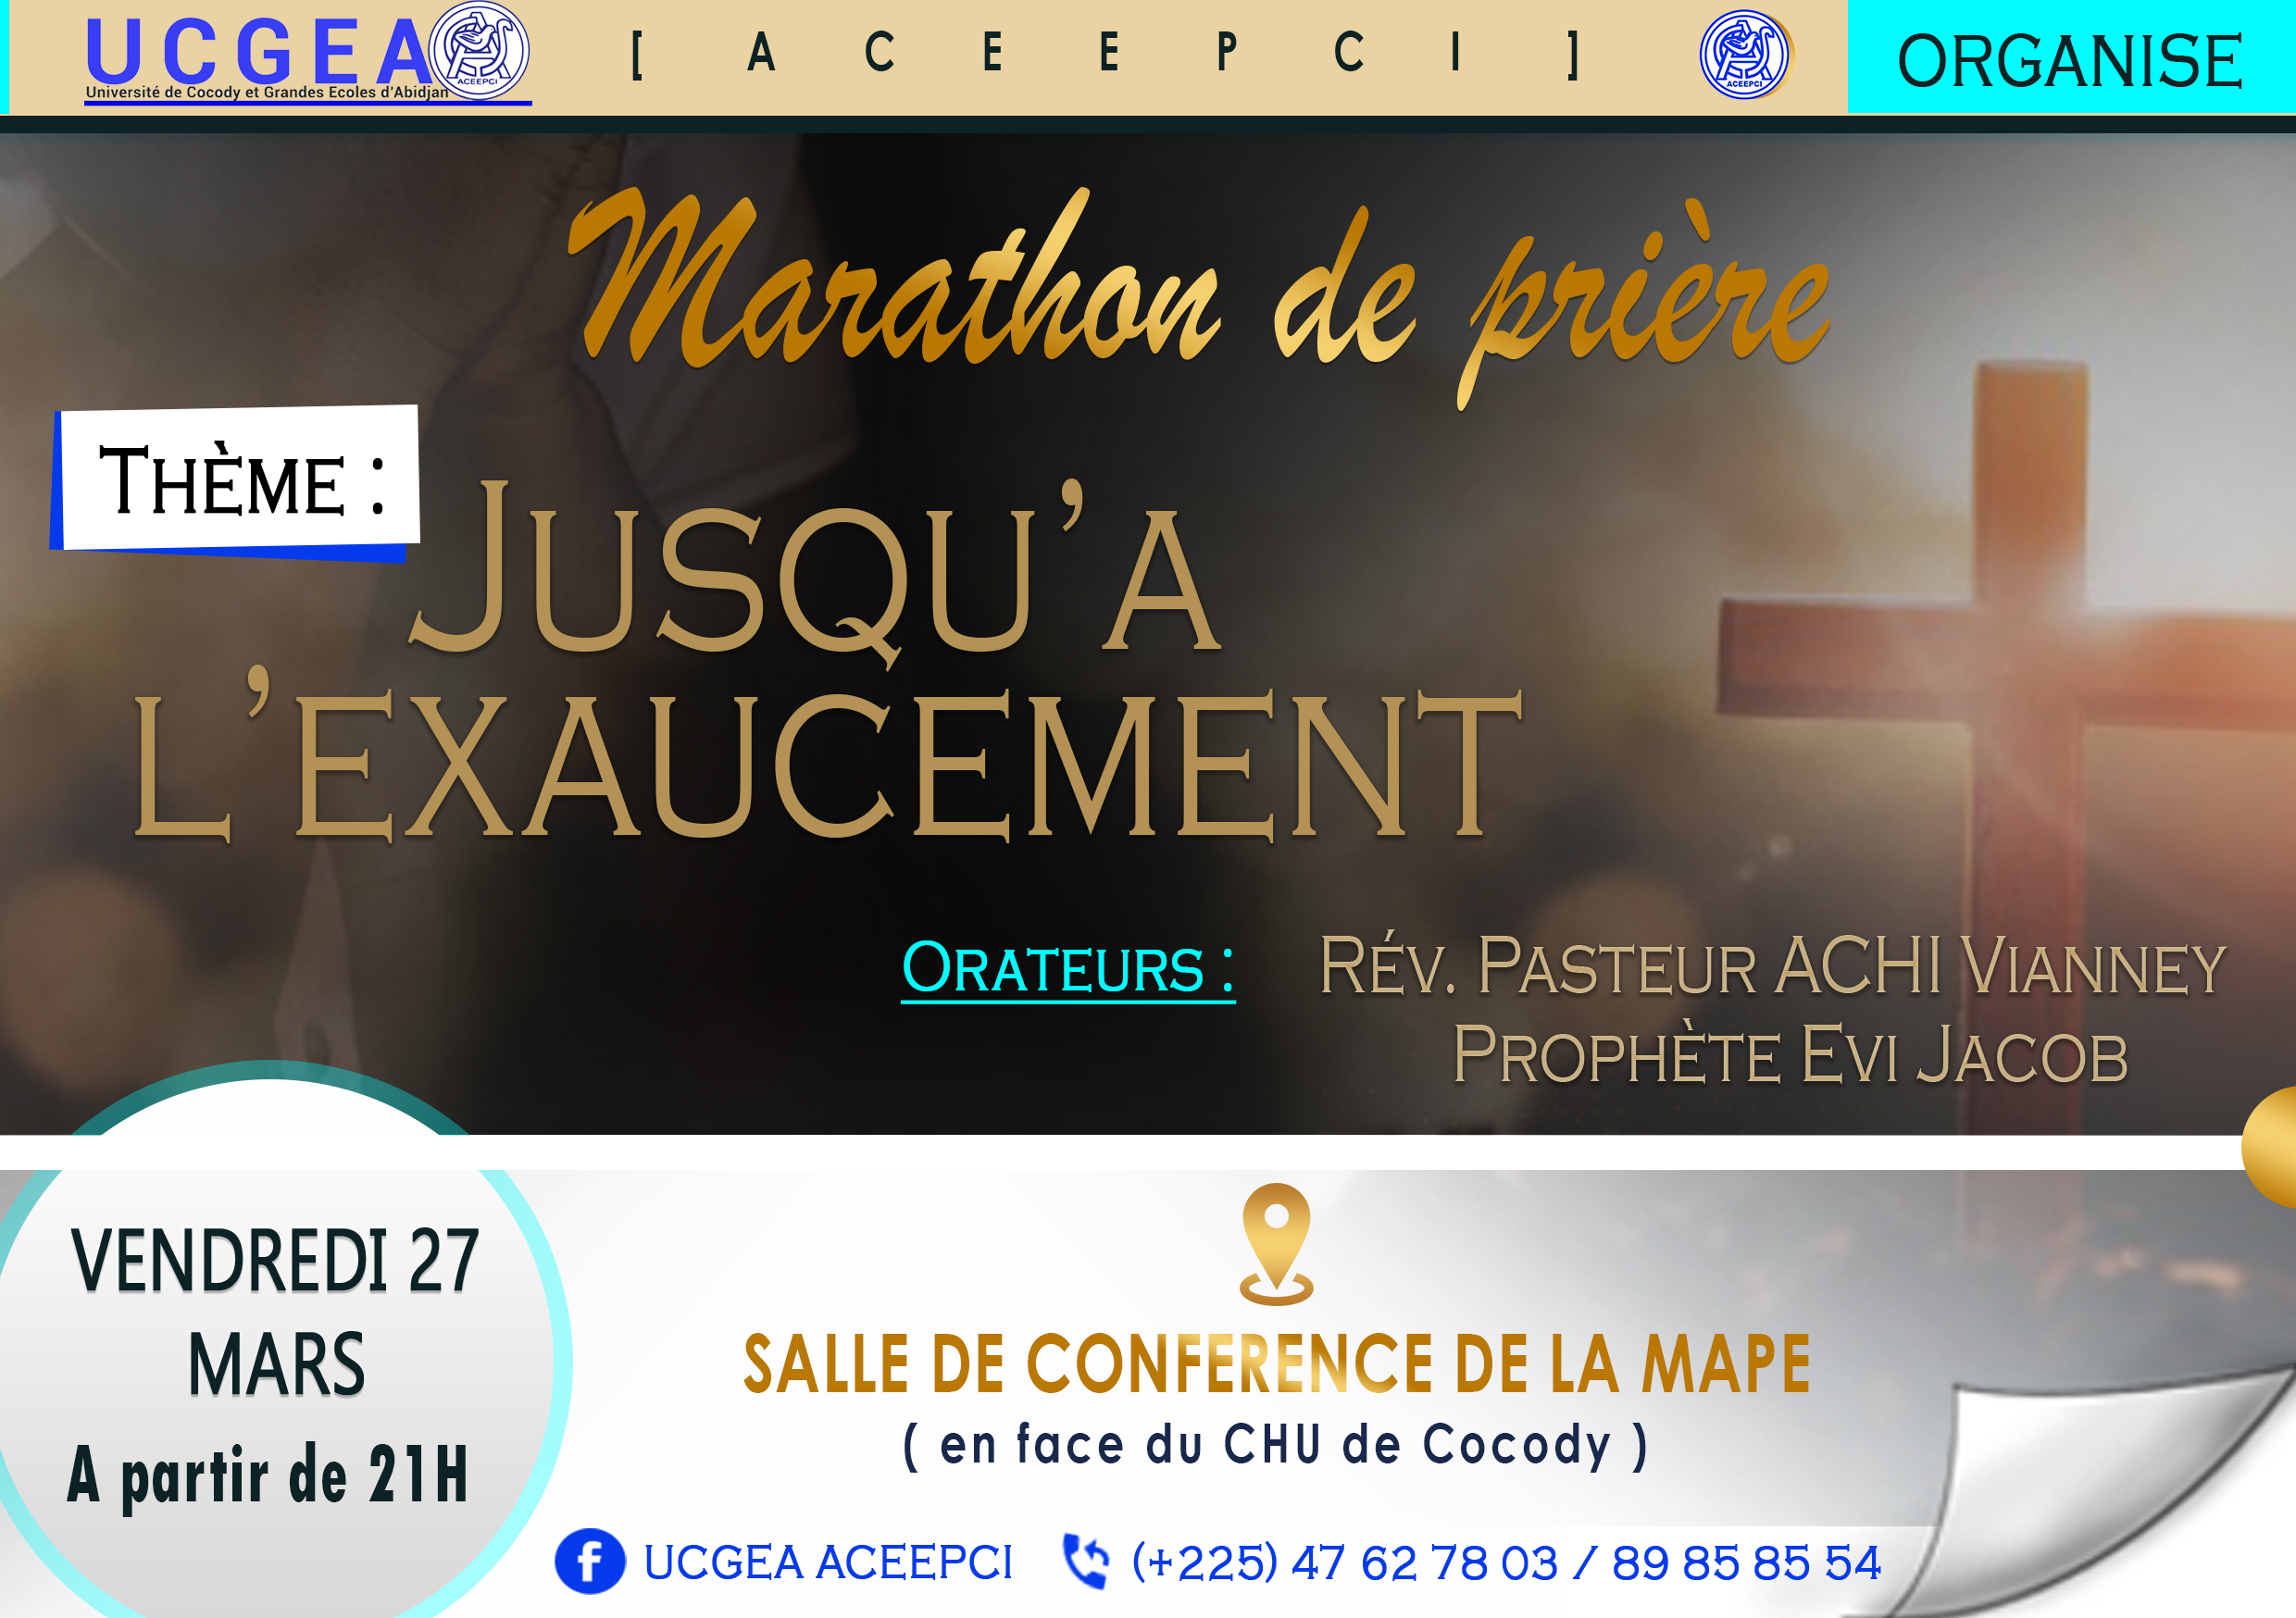 UCGEA
Université de Cocody et Grandes Ecoles d'Abidjan
ACEEPCI
[ A C E E P C I ]
ACEEPCI
ORGANISE
Marathon de prière
THÈME :
JUSQU'A
L'EXAUCEMENT
ORATEURS :
RÉV. PASTEUR ACHI VIANNEY
PROPHÈTE EVI JACOB
VENDREDI 27
MARS
A partir de 21H
SALLE DE CONFERENCE DE LA MAPE
( en face du CHU de Cocody )
f UCGEA ACEEPCI (+225) 47 62 78 03 / 89 85 85 54